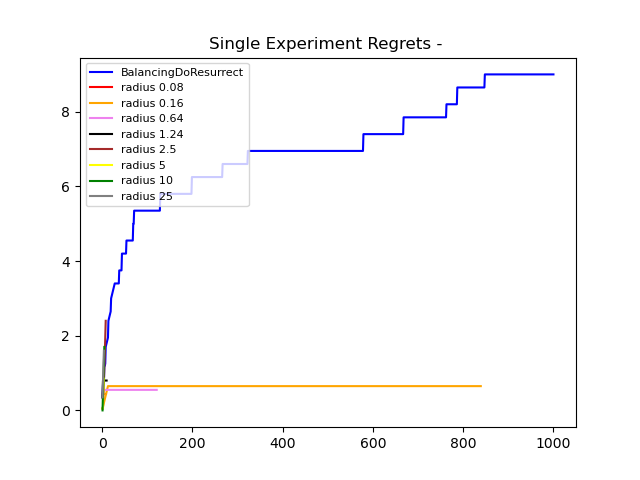 Single Experiment Regrets -
BalancingDoResurrect
radius 0.08
radius 0.16
radius 0.64
radius 1.24
radius 2.5
radius 5
radius 10
radius 25
8
6
4
2
0
0 200 400 600 800 1000